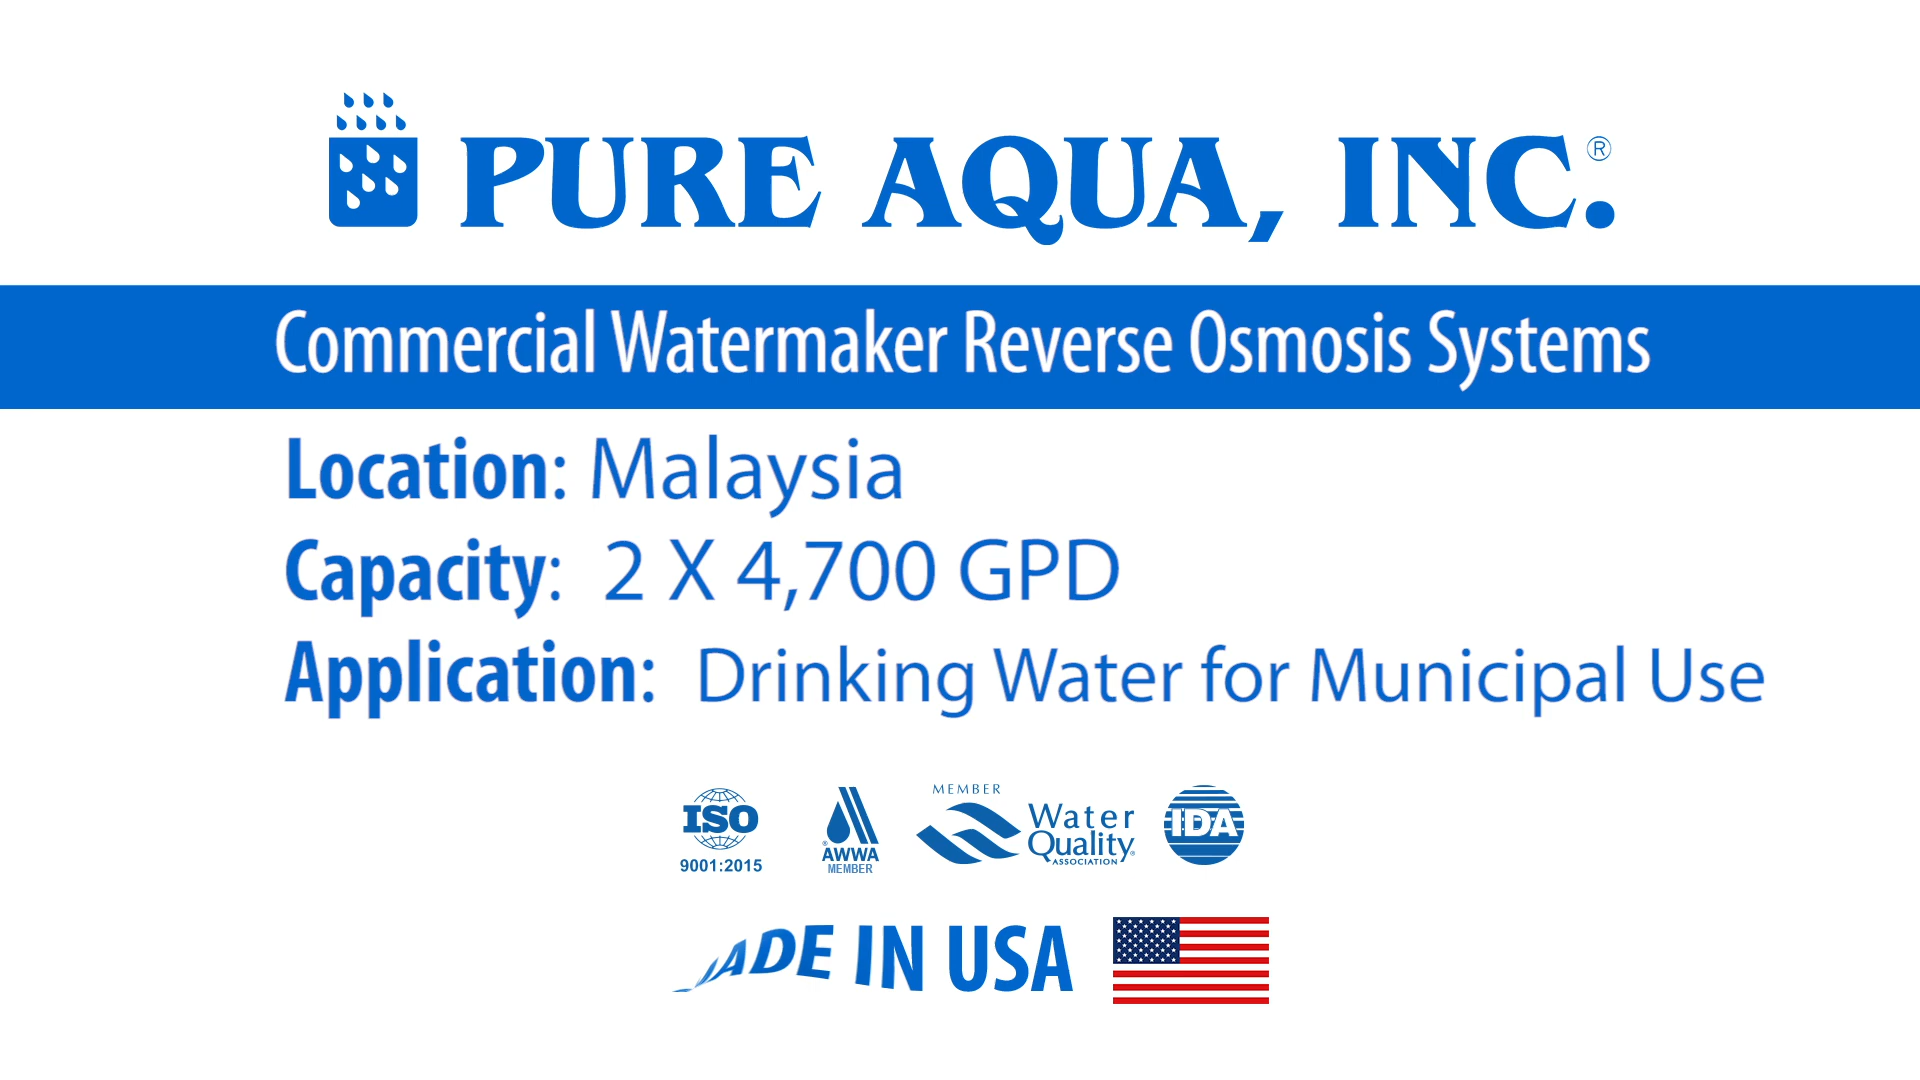 PURE AQUA, INC.®
Commercial Watermaker Reverse Osmosis Systems
Location: Malaysia
Capacity: 2 X 4,700 GPD
Application: Drinking Water for Municipal Use
ISO
9001:2015
® AWWA
MEMBER
MEMBER
Water
Quality®
ASSOCIATION
IDA
ADE IN USA